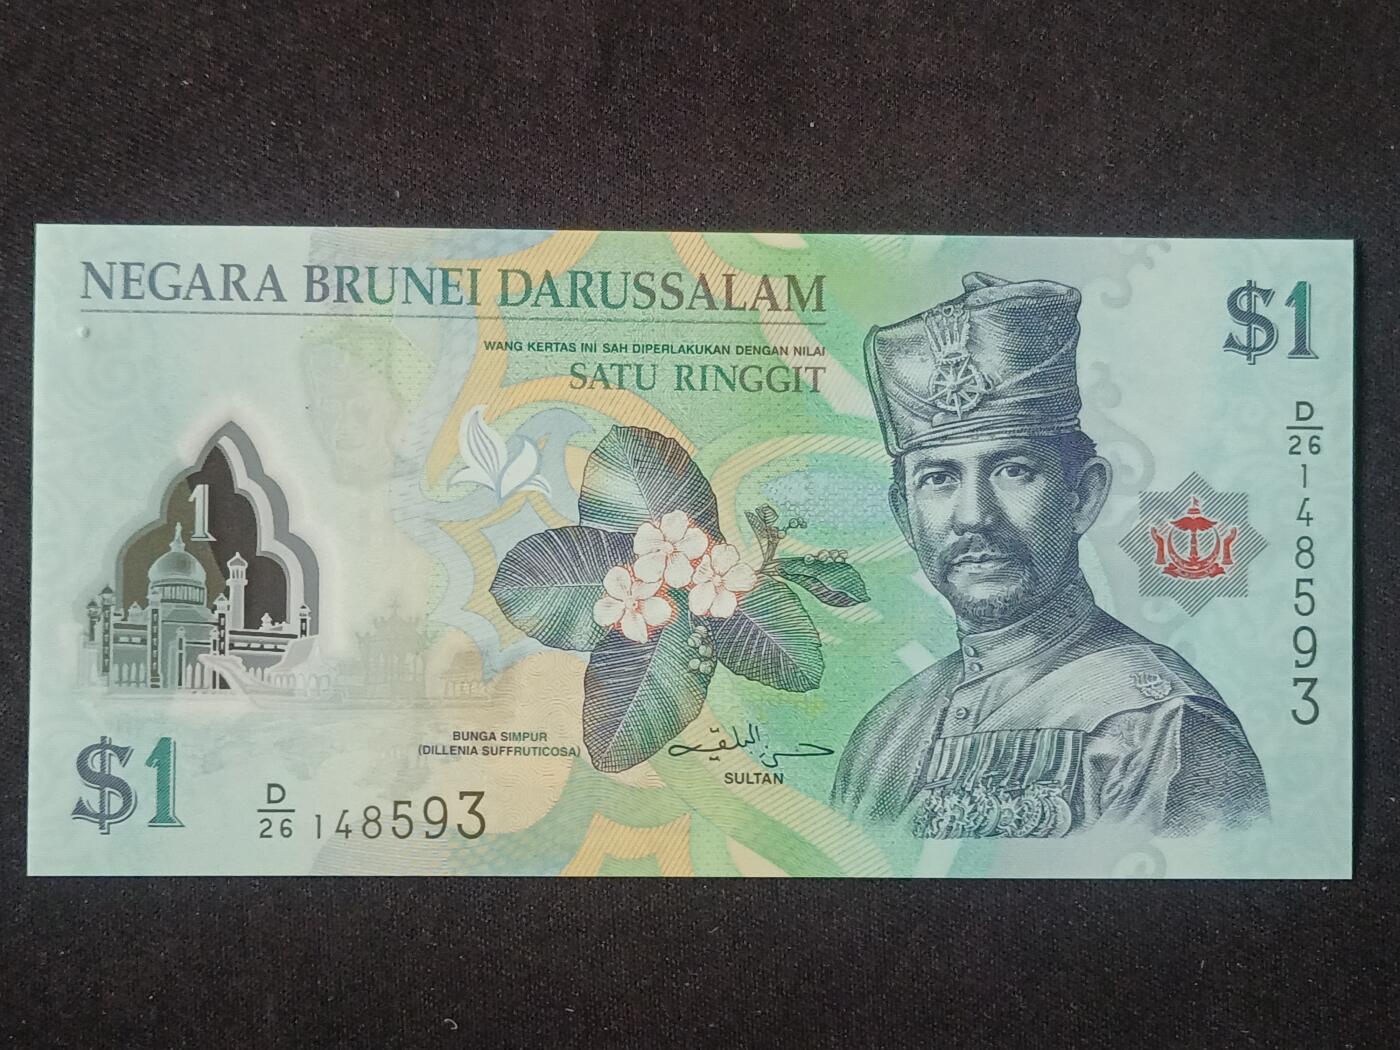 NEGARA BRUNEI DARUSSALAM
$1
WANG KERTAS INI SAH DIPERLAKUKAN DENGAN NILAI
SATU RINGGIT
D/26 148593
1
BUNGA SIMPUR
(DILLENIA SUFFRUTICOSA)
SULTAN
$1
D/26 148593